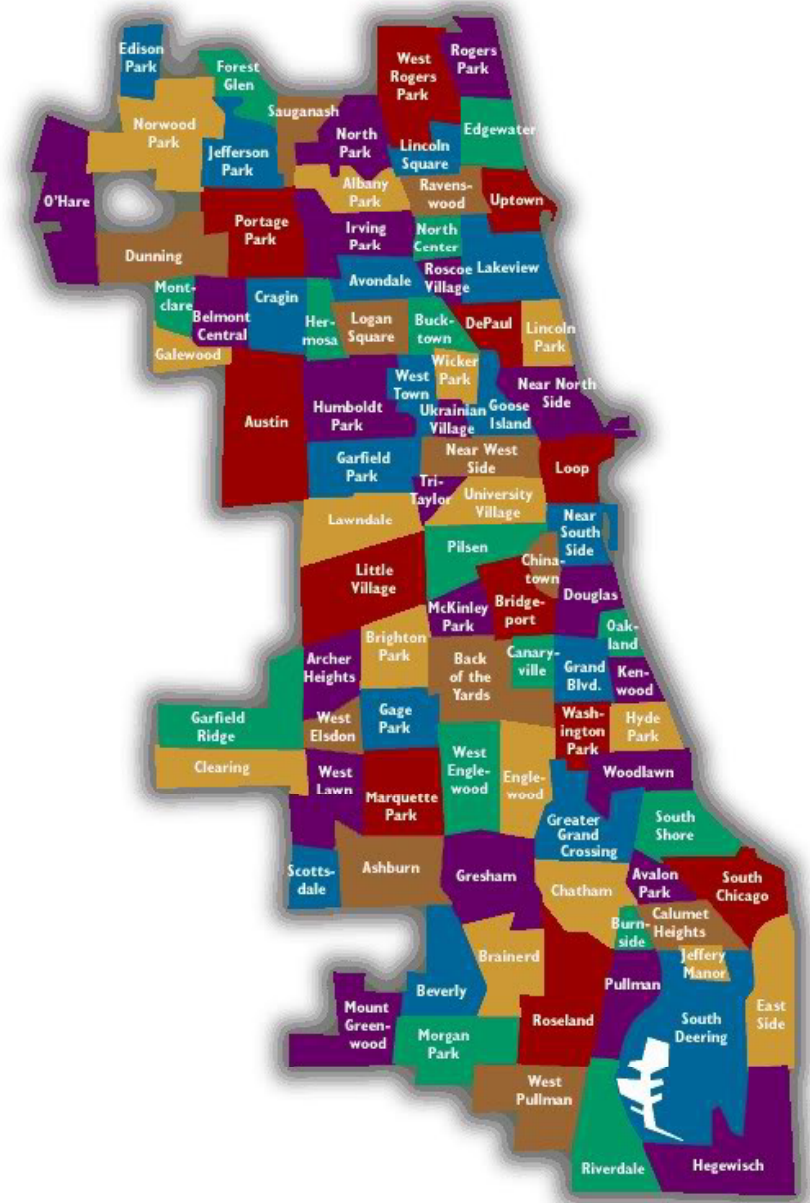 Edison
Park
Forest
Glen
West
Rogers
Park
Rogers
Park
Norwood
Park
Jefferson
Park
Sauganash
North
Park
Lincoln
Square
Edgewater
O'Hare
Albany
Park
Ravens-
wood
Uptown
Portage
Park
Irving
Park
North
Center
Dunning
Avondale
Roscoe
Village
Lakeview
Mont-
clare
Belmont
Central
Cragin
Her-
mosa
Logan
Square
Buck-
town
DePaul
Lincoln
Park
Galewood
Wicker
Park
West
Town
Near North
Side
Austin
Humboldt
Park
Ukrainian
Village
Goose
Island
Garfield
Park
Near West
Side
Loop
Tri-
Taylor
University
Village
Lawndale
Near
South
Side
Pilsen
China-
town
Little
Village
McKinley
Park
Bridge-
port
Douglas
Oak-
land
Brighton
Park
Archer
Heights
Back
of the
Yards
Canary-
ville
Grand
Blvd.
Ken-
wood
Garfield
Ridge
West
Elsdon
Gage
Park
Wash-
ington
Park
Hyde
Park
Clearing
West
Lawn
Marquette
Park
West
Engle-
wood
Engle-
wood
Woodlawn
Greater
Grand
Crossing
South
Shore
Scotts-
dale
Ashburn
Gresham
Chatham
Avalon
Park
South
Chicago
Burn-
side
Calumet
Heights
Brainerd
Jeffery
Manor
Beverly
Pullman
Mount
Green-
wood
Morgan
Park
Roseland
South
Deering
East
Side
West
Pullman
Riverdale
Hegewisch